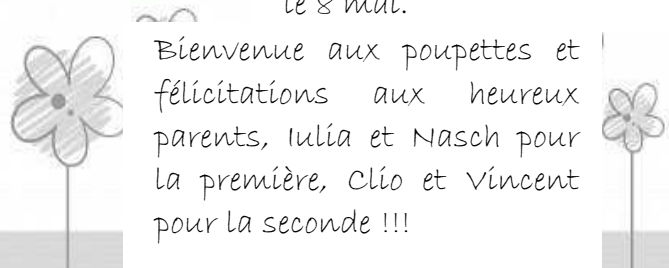 le 8 mai.
Bienvenue aux poupettes et
félicitations aux heureux
parents, Iulia et Nasch pour
la première, Clio et Vincent
pour la seconde !!!